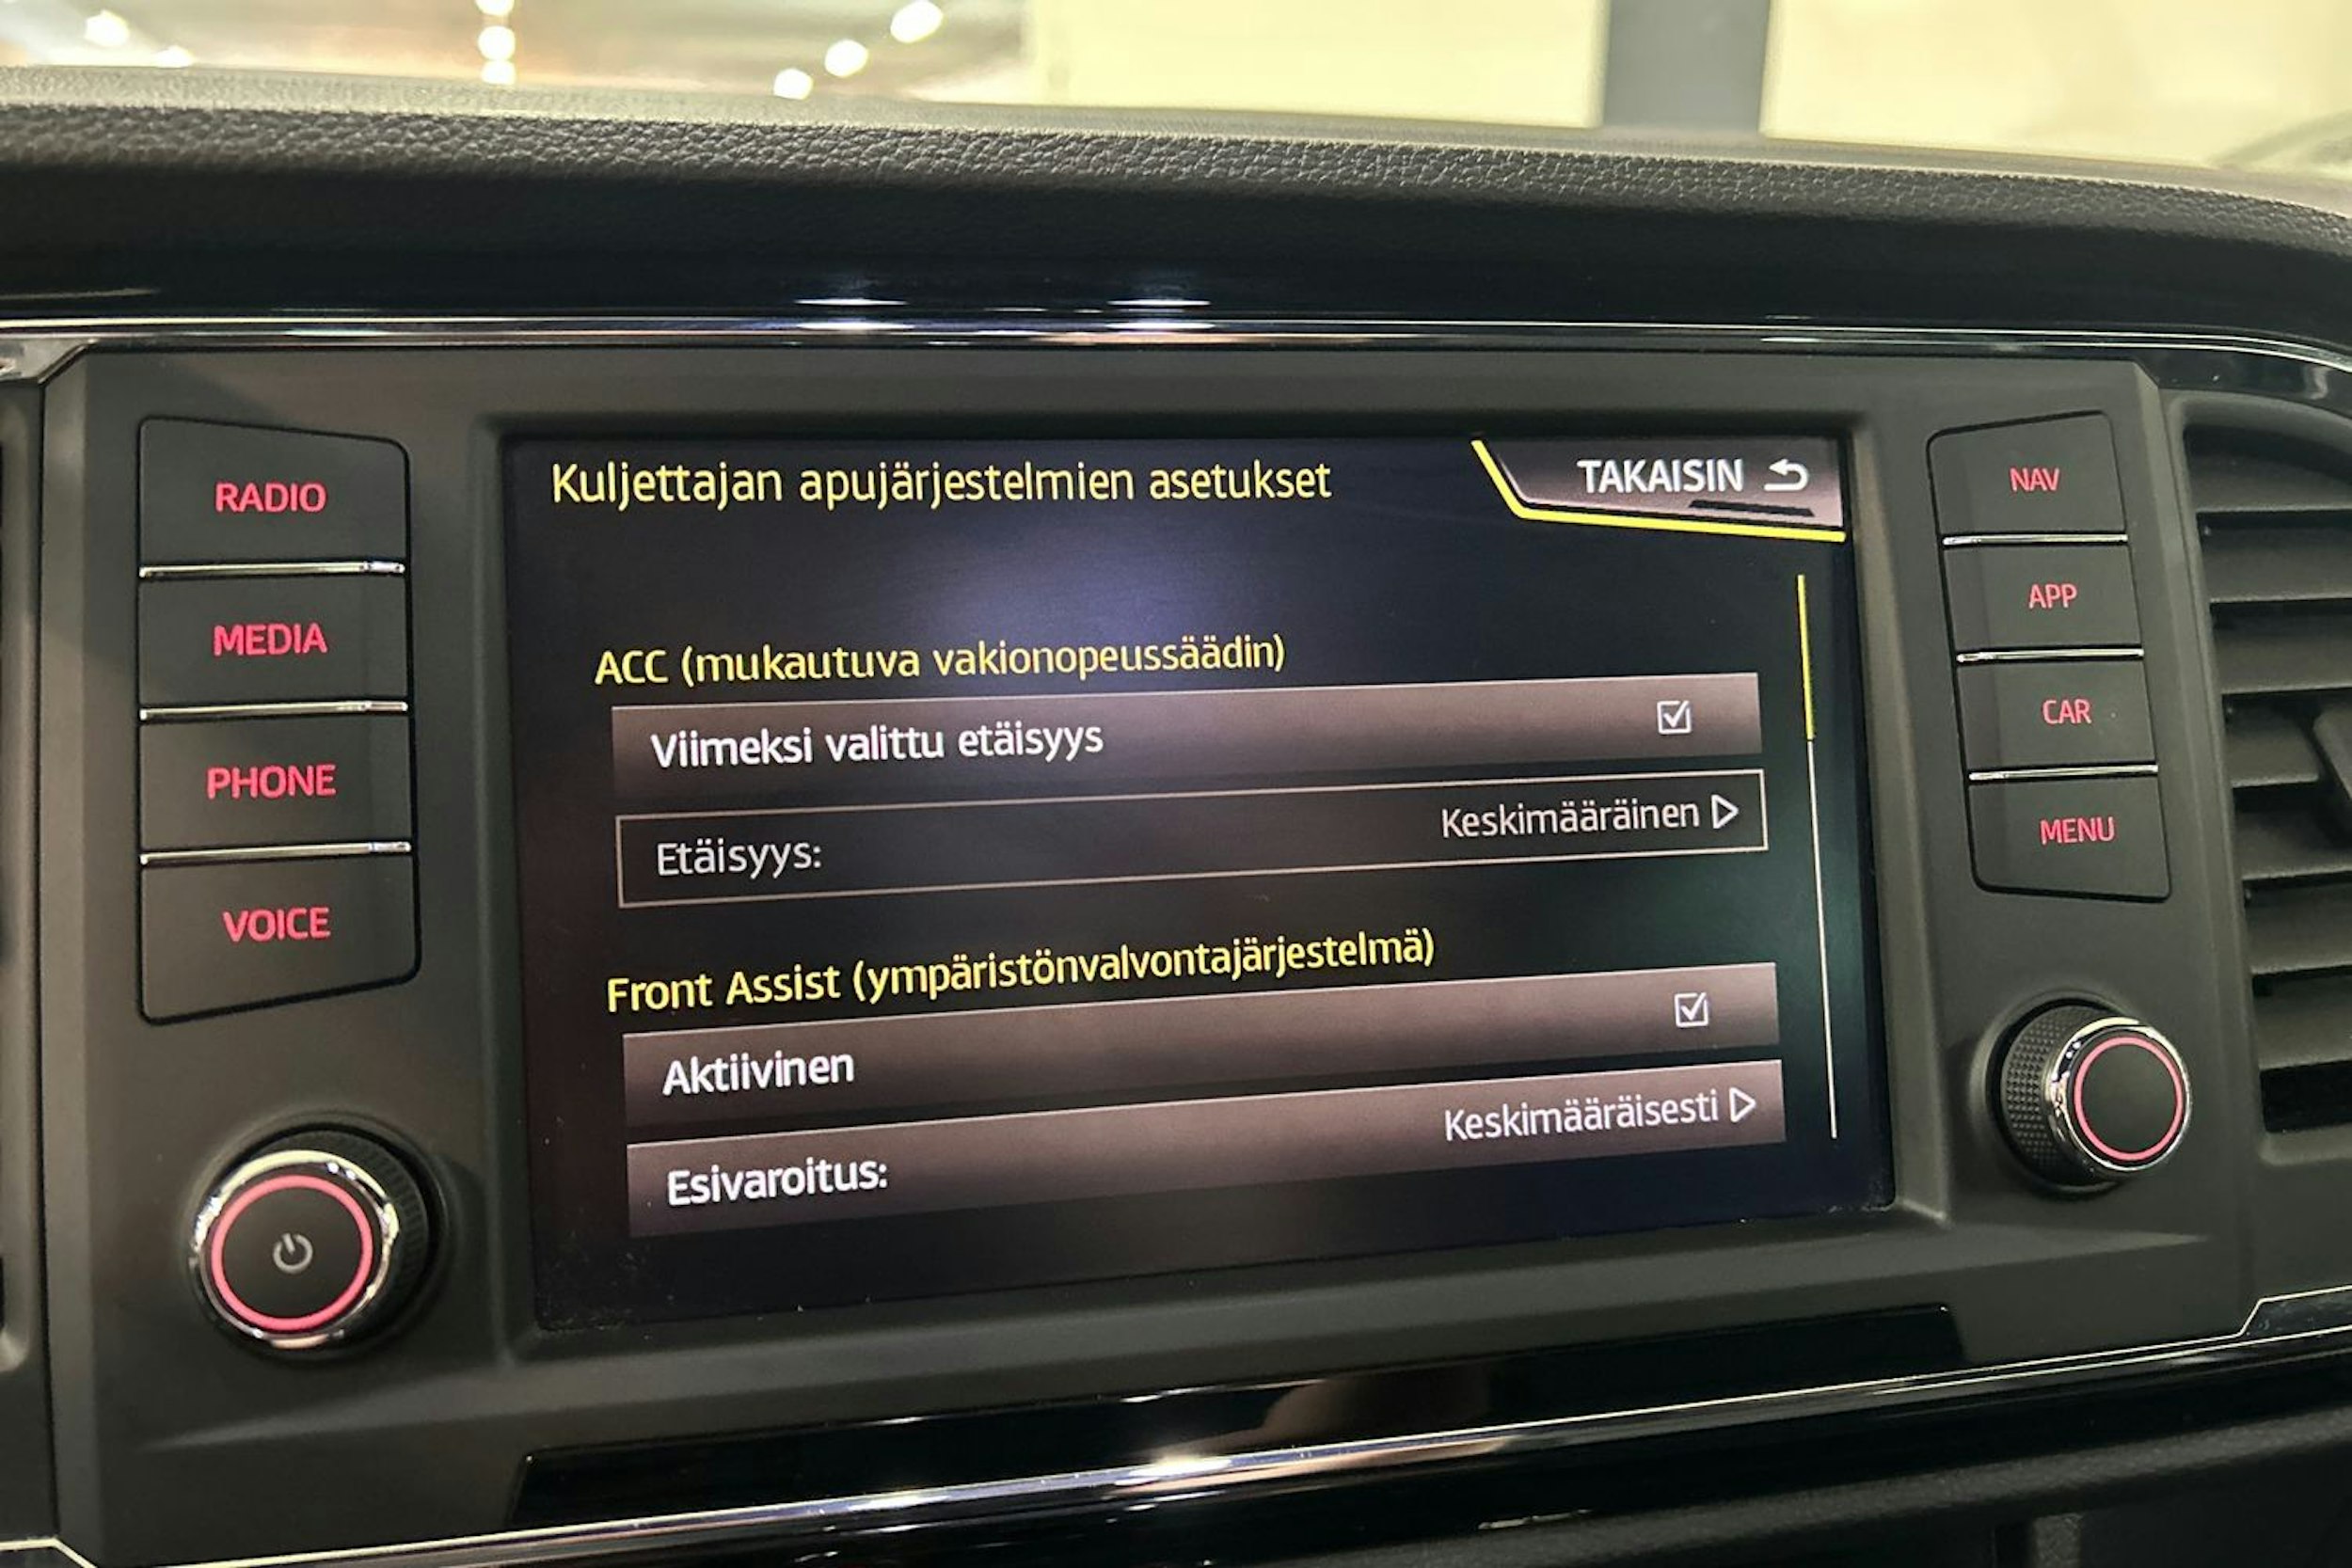 RADIO
MEDIA
PHONE
VOICE
Kuljettajan apujärjestelmien asetukset
TAKAISIN
ACC (mukautuva vakionopeussäädin)
Viimeksi valittu etäisyys
Etäisyys: Keskimääräinen
Front Assist (ympäristönvalvontajärjestelmä)
Aktiivinen
Esivaroitus: Keskimääräisesti
NAV
APP
CAR
MENU